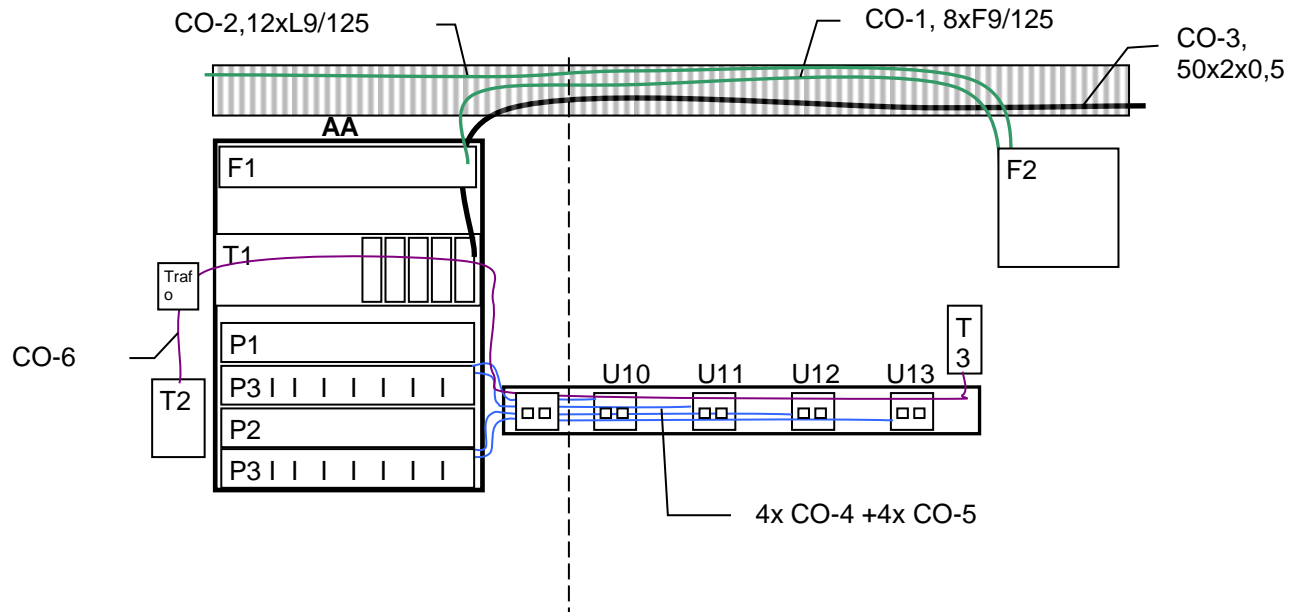 CO-2,12xL9/125
CO-1, 8xF9/125
CO-3,
50x2x0,5
AA
F1
F2
T1
Traf
o
T
3
P1
CO-6
U10
U11
U12
U13
P3 I I I I I I I
T2
P2
P3 I I I I I I I
4x CO-4 +4x CO-5